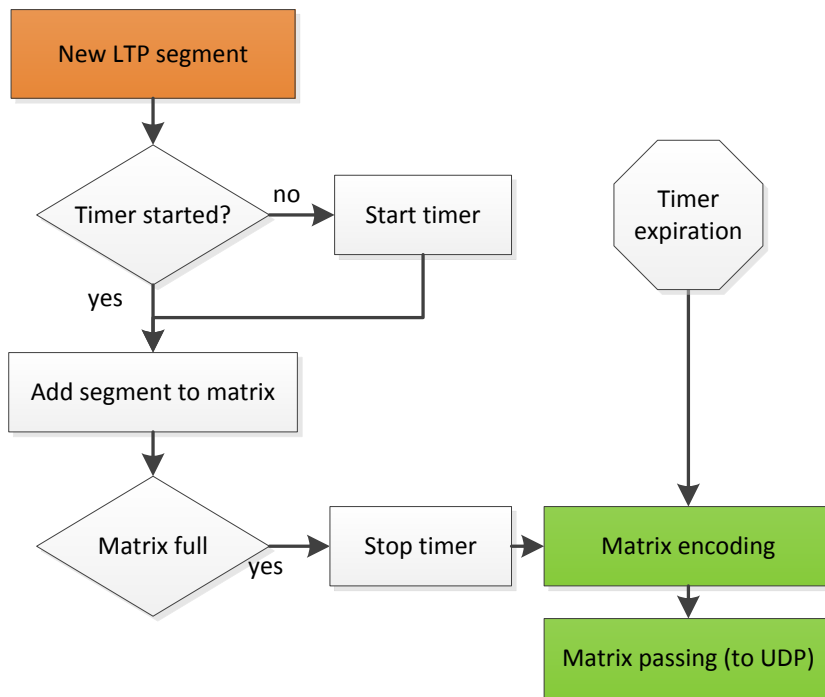 New LTP segment
Timer started?
no
Start timer
Timer
expiration
yes
Add segment to matrix
Matrix full
yes
Stop timer
Matrix encoding
Matrix passing (to UDP)